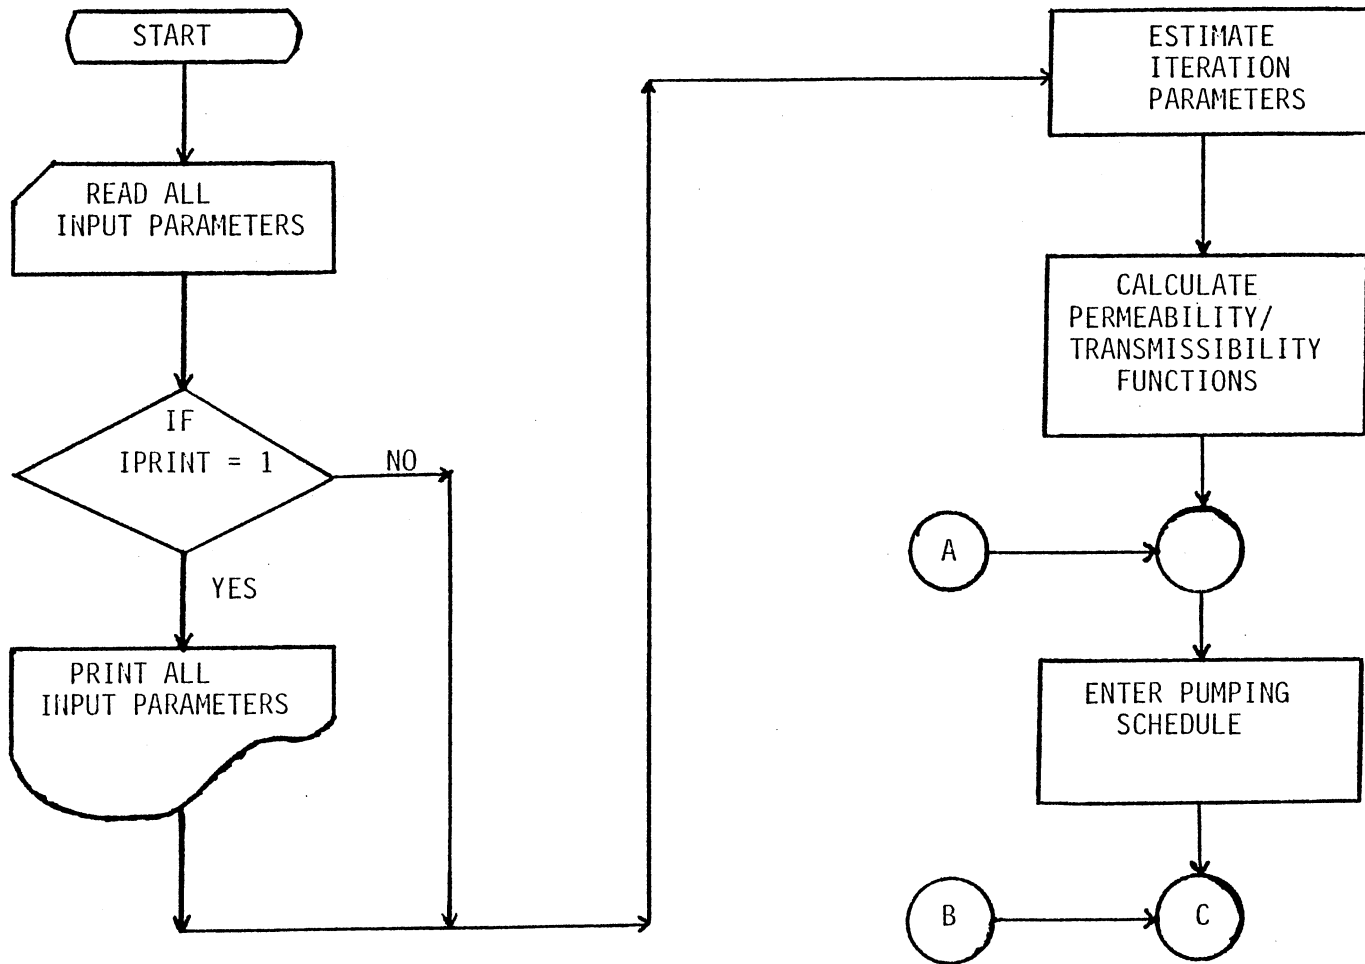 START
READ ALL
INPUT PARAMETERS
IF
IPRINT = 1
NO
YES
PRINT ALL
INPUT PARAMETERS
ESTIMATE
ITERATION
PARAMETERS
CALCULATE
PERMEABILITY/
TRANSMISSIBILITY
FUNCTIONS
A
ENTER PUMPING
SCHEDULE
B
C